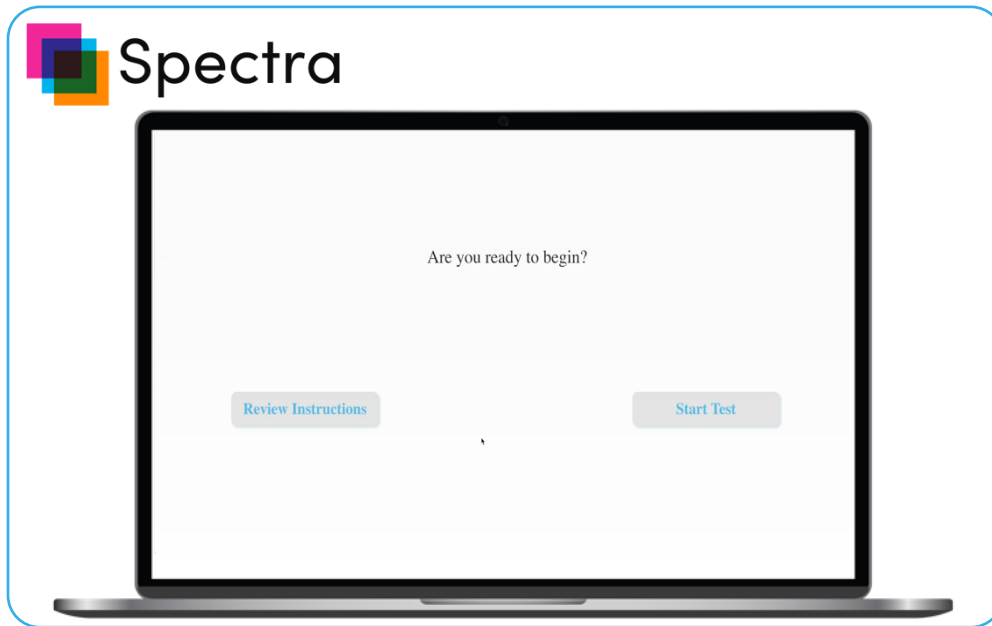 Spectra
Are you ready to begin?
Review Instructions
Start Test